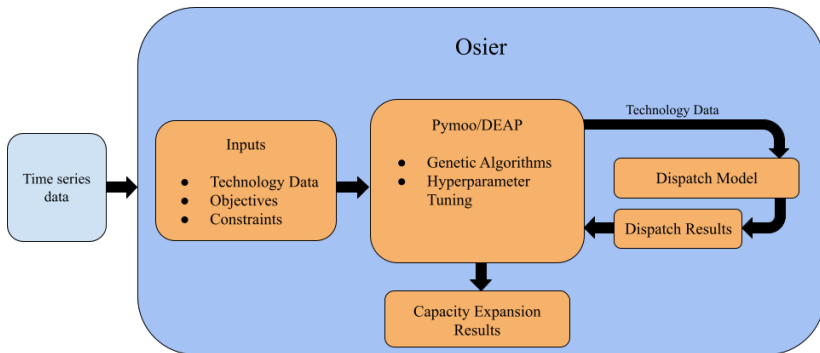 Osier
Time series
data
Inputs
● Technology Data
● Objectives
● Constraints
Pymoo/DEAP
● Genetic Algorithms
● Hyperparameter
Tuning
Technology Data
Dispatch Model
Dispatch Results
Capacity Expansion
Results